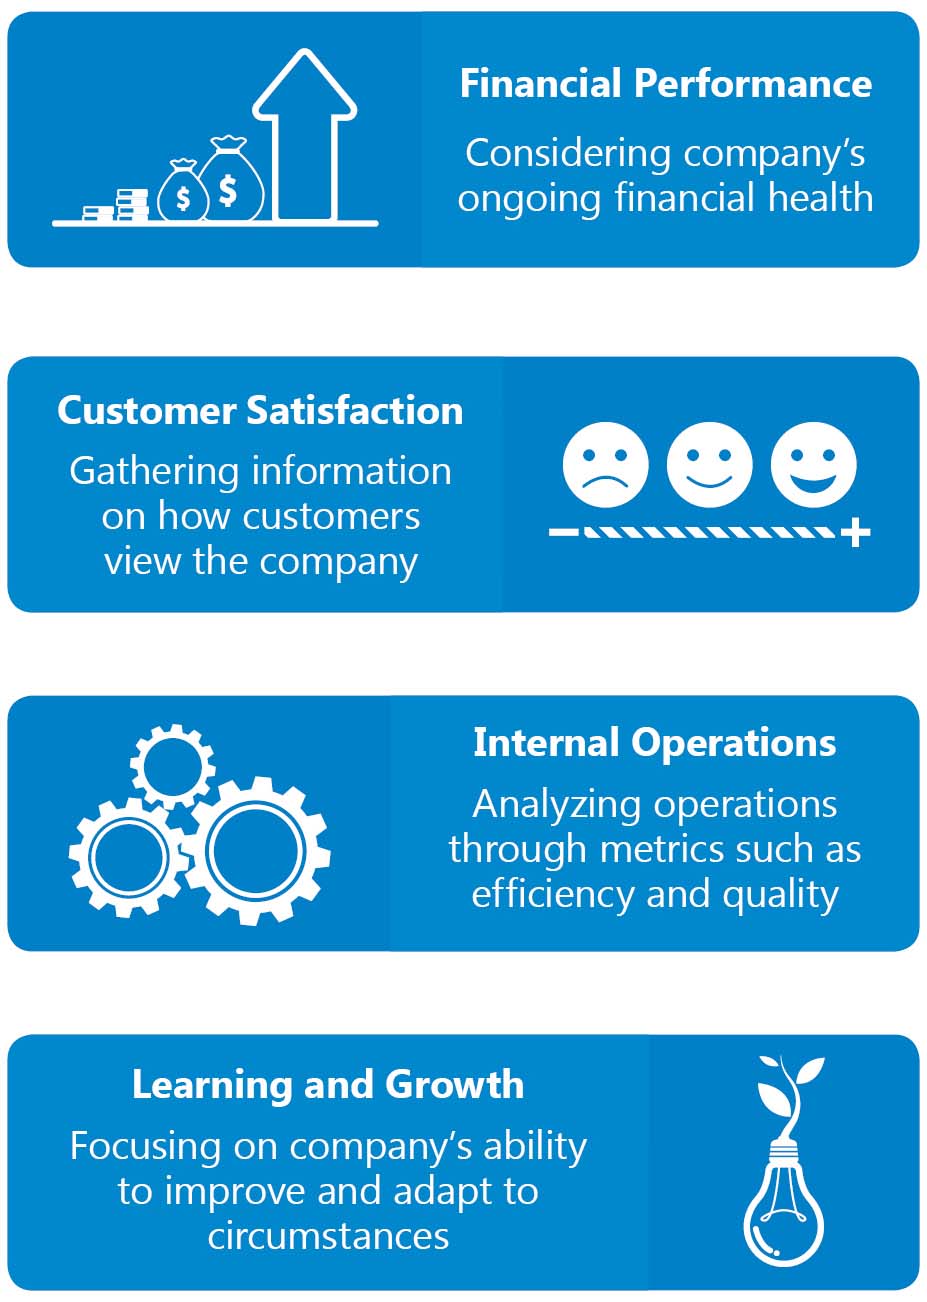 $
$
Financial Performance
Considering company‘s
ongoing financial health
Customer Satisfaction
Gathering information
on how customers
view the company
Internal Operations
Analyzing operations
through metrics such as
efficiency and quality
Learning and Growth
Focusing on company‘s ability
to improve and adapt to
circumstances